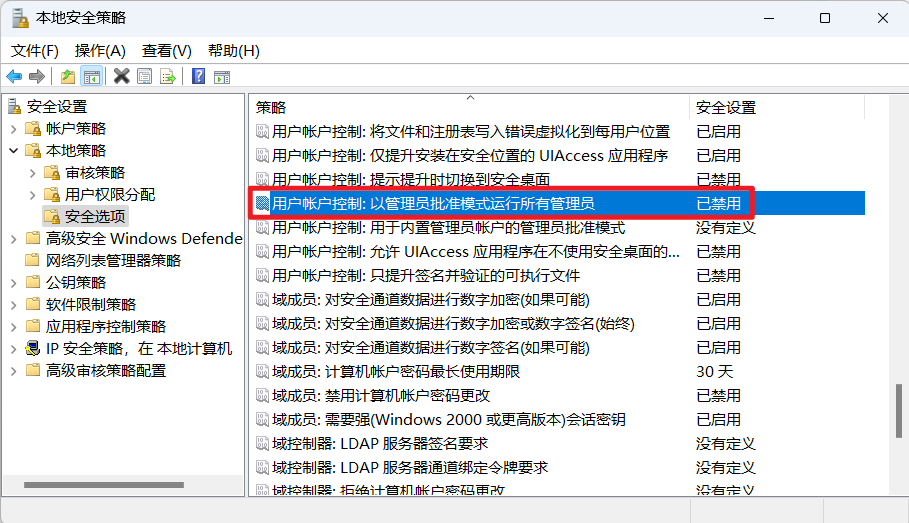 本地安全策略
文件(F) 操作(A) 查看(V) 帮助(H)
安全设置
帐户策略
本地策略
审核策略
用户权限分配
安全选项
高级安全 Windows Defende
网络列表管理器策略
公钥策略
软件限制策略
应用程序控制策略
IP 安全策略，在 本地计算机
高级审核策略配置
策略 安全设置
用户帐户控制: 将文件和注册表写入错误虚拟化到每用户位置 已启用
用户帐户控制: 仅提升安装在安全位置的 UIAccess 应用程序 已启用
用户帐户控制: 提示提升时切换到安全桌面 已禁用
用户帐户控制: 以管理员批准模式运行所有管理员 已禁用
用户帐户控制: 用于内置管理员帐户的管理员批准模式 没有定义
用户帐户控制: 允许 UIAccess 应用程序在不使用安全桌面的... 已禁用
用户帐户控制: 只提升签名并验证的可执行文件 已禁用
域成员: 对安全通道数据进行数字加密(如果可能) 已启用
域成员: 对安全通道数据进行数字加密或数字签名(始终) 已启用
域成员: 对安全通道数据进行数字签名(如果可能) 已启用
域成员: 计算机帐户密码最长使用期限 30 天
域成员: 禁用计算机帐户密码更改 已禁用
域成员: 需要强(Windows 2000 或更高版本)会话密钥 已启用
域控制器: LDAP 服务器签名要求 没有定义
域控制器: LDAP 服务器通道绑定令牌要求 没有定义
域控制器: 拒绝计算机帐户密码更改 没有定义